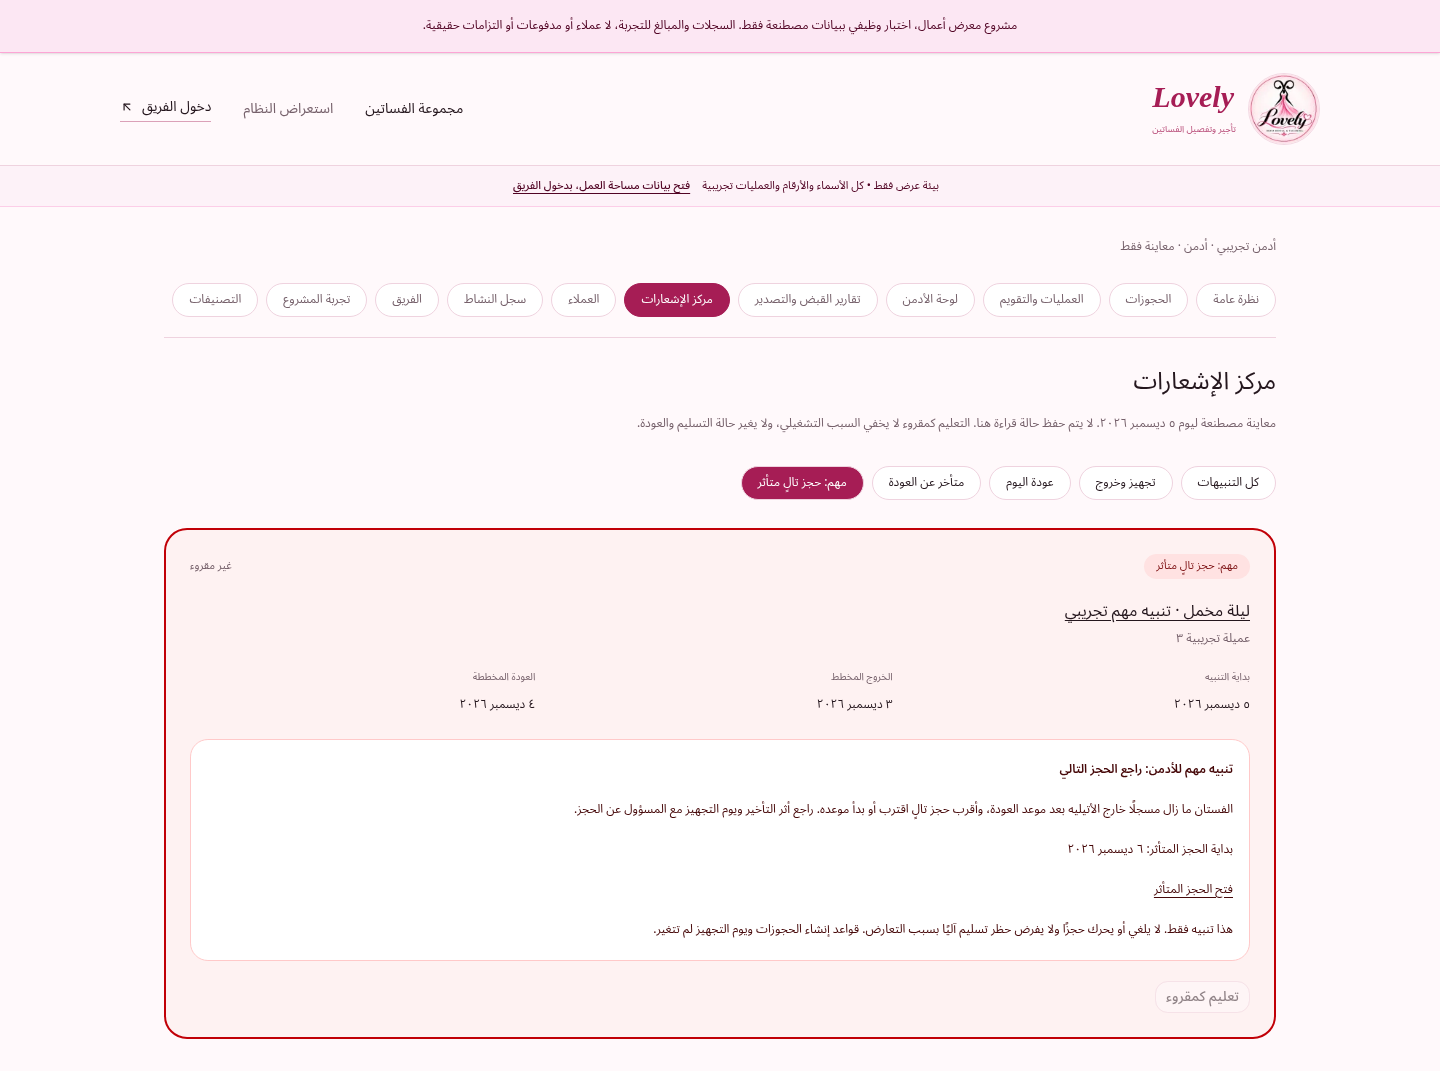 مشروع معرض أعمال، اختبار وظيفي ببيانات مصطنعة فقط. السجلات والمبالغ للتجربة، لا عملاء أو مدفوعات أو التزامات حقيقية.
Lovely
Lovely
تأجير وتفصيل الفساتين
مجموعة الفساتين
استعراض النظام
دخول الفريق
بيئة عرض فقط • كل الأسماء والأرقام والعمليات تجريبية فتح بيانات مساحة العمل، بدخول الفريق
أدمن تجريبي · أدمن · معاينة فقط
نظرة عامة
الحجوزات
العمليات والتقويم
لوحة الأدمن
تقارير القبض والتصدير
مركز الإشعارات
العملاء
سجل النشاط
الفريق
تجربة المشروع
التصنيفات
مركز الإشعارات
معاينة مصطنعة ليوم ٥ ديسمبر ٢٠٢٦. لا يتم حفظ حالة قراءة هنا. التعليم كمقروء لا يخفي السبب التشغيلي، ولا يغير حالة التسليم والعودة.
كل التنبيهات
تجهيز وخروج
عودة اليوم
متأخر عن العودة
مهم: حجز تالٍ متأثر
مهم: حجز تالٍ متأثر
غير مقروء
ليلة مخمل · تنبيه مهم تجريبي
عميلة تجريبية ٣
بداية التنبيه
الخروج المخطط
العودة المخططة
٥ ديسمبر ٢٠٢٦
٣ ديسمبر ٢٠٢٦
٤ ديسمبر ٢٠٢٦
تنبيه مهم للأدمن: راجع الحجز التالي
الفستان ما زال مسجلًا خارج الأتيليه بعد موعد العودة، وأقرب حجز تالٍ اقترب أو بدأ موعده. راجع أثر التأخير ويوم التجهيز مع المسؤول عن الحجز.
بداية الحجز المتأثر: ٦ ديسمبر ٢٠٢٦
فتح الحجز المتأثر
هذا تنبيه فقط. لا يلغي أو يحرك حجزًا ولا يفرض حظر تسليم آليًا بسبب التعارض. قواعد إنشاء الحجوزات ويوم التجهيز لم تتغير.
تعليم كمقروء